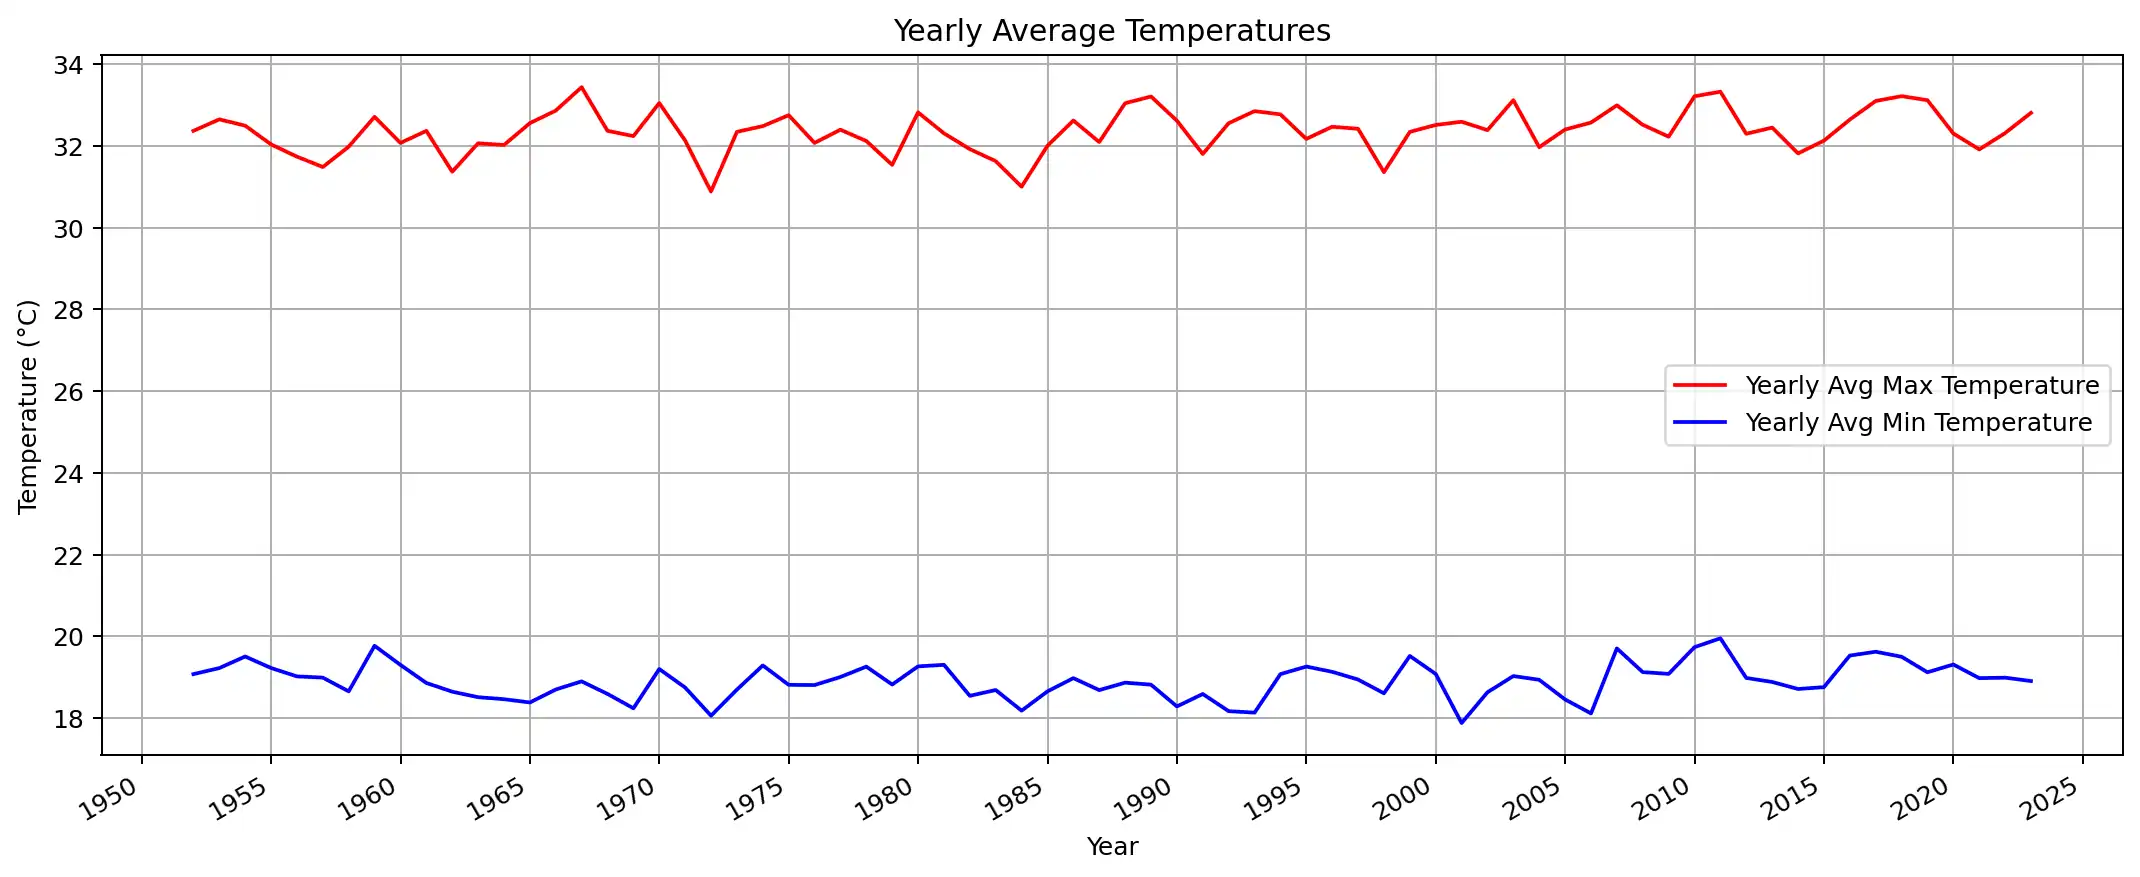 Yearly Average Temperatures
34
32
30
28
26
24
22
20
18
Temperature (°C)
Yearly Avg Max Temperature
Yearly Avg Min Temperature
1950 1955 1960 1965 1970 1975 1980 1985 1990 1995 2000 2005 2010 2015 2020 2025
Year